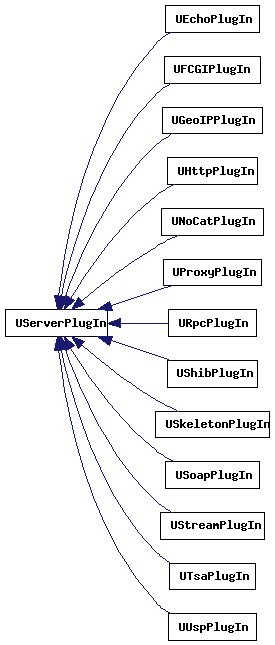 UEchoPlugIn
UFCGIPlugIn
UGeoIPPlugIn
UHttpPlugIn
UNoCatPlugIn
UProxyPlugIn
UServerPlugIn
URpcPlugIn
UShibPlugIn
USkeletonPlugIn
USoapPlugIn
UStreamPlugIn
UTsaPlugIn
UUspPlugIn